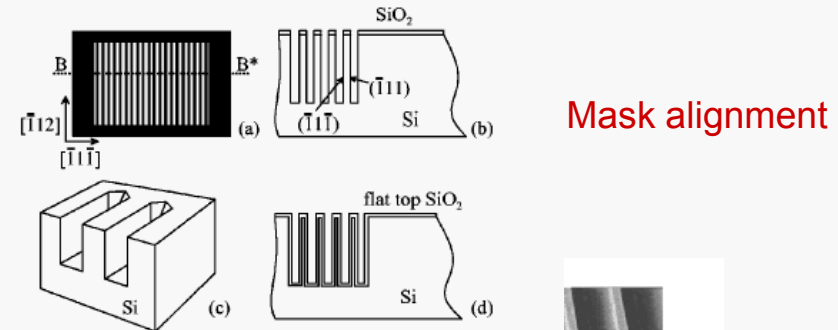 SiO₂
B B*
(1̄11)
[1̄12]
(1̄11̄)
Si
(a)
(b)
[1̄11̄]
Mask alignment
flat top SiO₂
Si
(c)
Si
(d)